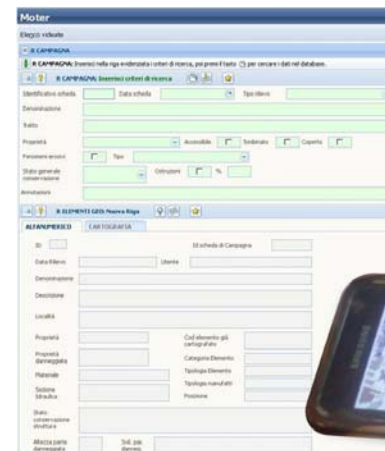 Moter
Elenco viduate
R CAMPAGNA
R CAMPAGNA: Inserisci nella riga evidenziata i criteri di ricerca, poi premi il tasto per cercare i dati nel database.
R CAMPAGNA: Inserisci criteri di ricerca
Identificativo scheda Data scheda Tipo rilievo
Denominazione
Tratto
Proprietà Accessibile Tombinato Coperto
Fenomeni erosivi Tipo
Stato generale conservazione Ostruzioni %
Annotazioni
R ELEMENTI GEO: Nuova Riga
ALFANUMERICO CARTOGRAFIA
ID Id scheda di Campagna
Data Rilievo Utente
Denominazione
Descrizione
Località
Proprietà Cod elemento già cartografato
Proprietà danneggiata Categoria Elemento
Materiale Tipologia Elemento
Tipologia manufatti
Sezione Idraulica Posizione
Stato conservazione struttura
Altezza parte danneggiata Svil. par. danneg.